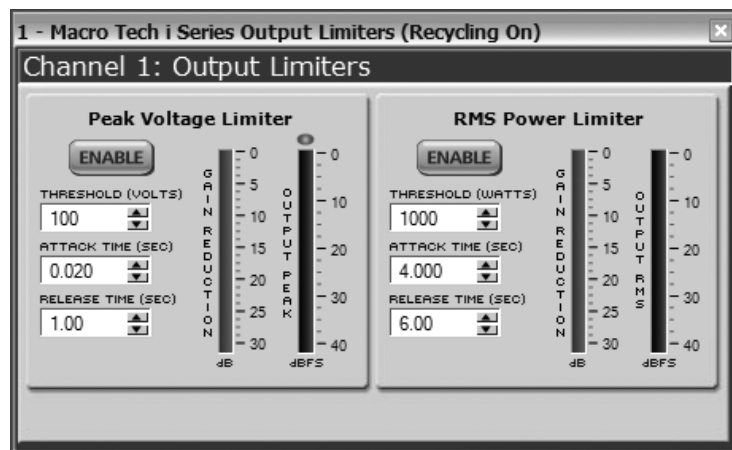 1 - Macro Tech i Series Output Limiters (Recycling On)
Channel 1: Output Limiters
Peak Voltage Limiter
ENABLE
THRESHOLD (VOLTS)
100
ATTACK TIME (SEC)
0.020
RELEASE TIME (SEC)
1.00
GAIN REDUCTION
0
5
10
15
20
25
30
dB
OUTPUT PEAK
0
10
20
30
40
dBFS
RMS Power Limiter
ENABLE
THRESHOLD (WATTS)
1000
ATTACK TIME (SEC)
4.000
RELEASE TIME (SEC)
6.00
GAIN REDUCTION
0
5
10
15
20
25
30
dB
OUTPUT RMS
0
10
20
30
40
dBFS